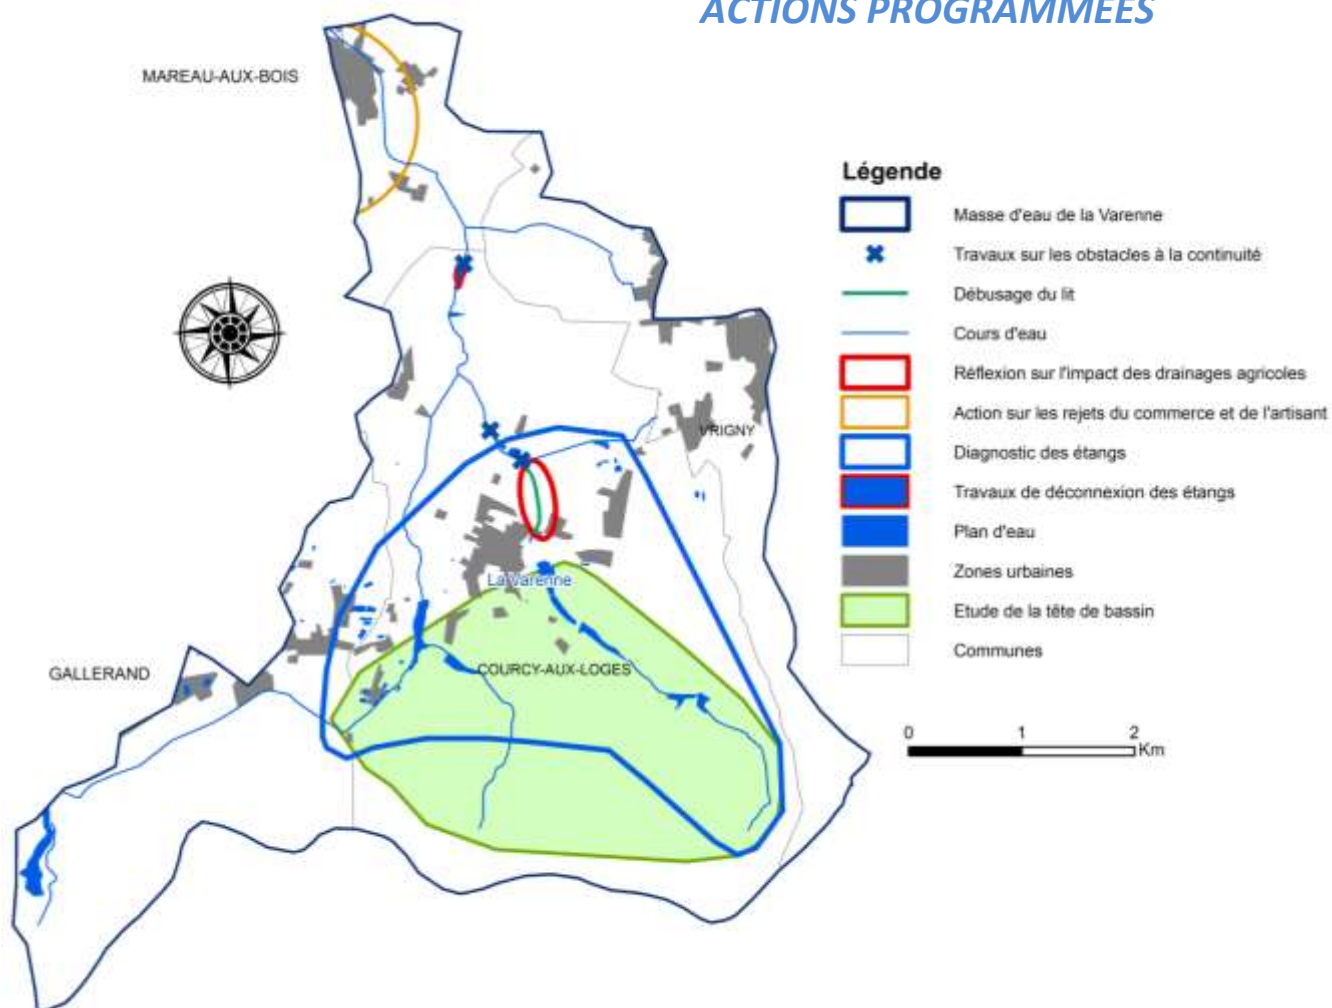 ACTIONS PROGRAMMÉES
MAREAU-AUX-BOIS
Légende
Masse d'eau de la Varenne
Travaux sur les obstacles à la continuité
Débusage du lit
Cours d'eau
Réflexion sur l'impact des drainages agricoles
Action sur les rejets du commerce et de l'artisant
Diagnostic des étangs
Travaux de déconnexion des étangs
Plan d'eau
Zones urbaines
Etude de la tête de bassin
Communes
VRIGNY
La Varenne
GALLERAND
COURCY-AUX-LOGES
0 1 2
Km